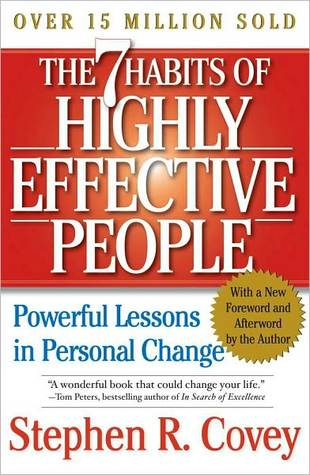 OVER 15 MILLION SOLD
THE 7 HABITS OF
HIGHLY
EFFECTIVE
PEOPLE
Powerful Lessons
in Personal Change
With a New
Foreword and
Afterword
by the Author
"A wonderful book that could change your life."
—Tom Peters, bestselling author of In Search of Excellence
Stephen R. Covey